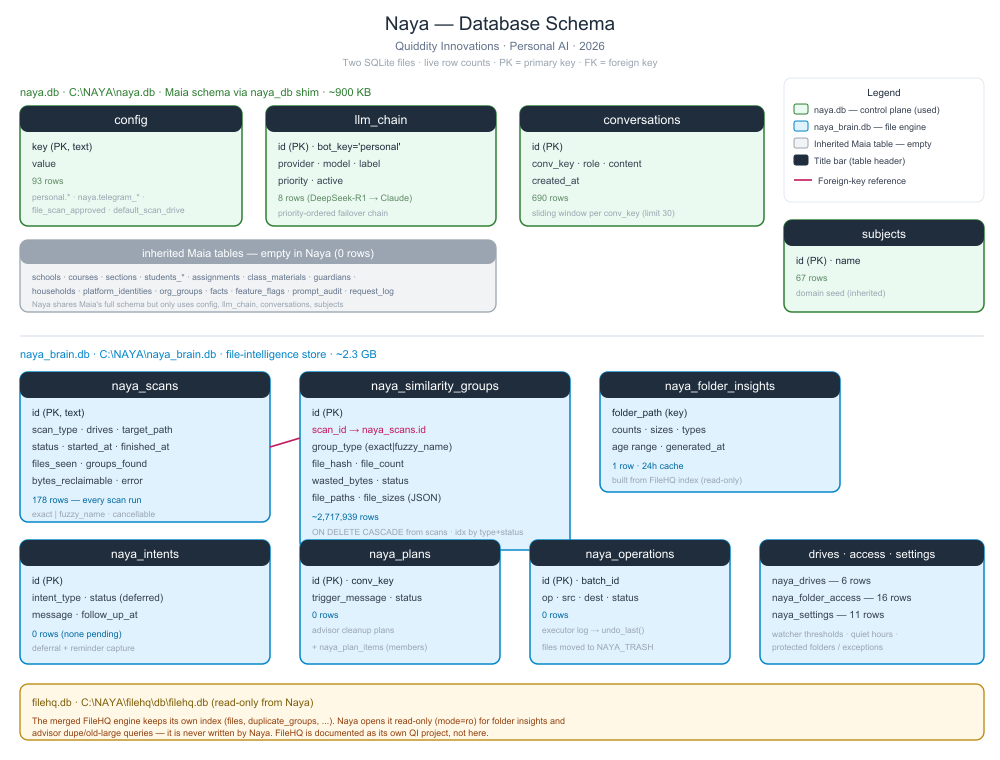 Naya — Database Schema
Quiddity Innovations · Personal AI · 2026
Two SQLite files · live row counts · PK = primary key · FK = foreign key
naya.db · C:\NAYA\naya.db · Maia schema via naya_db shim · ~900 KB
config
key (PK, text)
value
93 rows
personal.* · naya.telegram_* ·
file_scan_approved · default_scan_drive
llm_chain
id (PK) · bot_key='personal'
provider · model · label
priority · active
8 rows (DeepSeek-R1 → Claude)
priority-ordered failover chain
conversations
id (PK)
conv_key · role · content
created_at
690 rows
sliding window per conv_key (limit 30)
Legend
naya.db — control plane (used)
naya_brain.db — file engine
Inherited Maia table — empty
Title bar (table header)
Foreign-key reference
inherited Maia tables — empty in Naya (0 rows)
schools · courses · sections · students_* · assignments · class_materials · guardians ·
households · platform_identities · org_groups · facts · feature_flags · prompt_audit · request_log
Naya shares Maia's full schema but only uses config, llm_chain, conversations, subjects
subjects
id (PK) · name
67 rows
domain seed (inherited)
naya_brain.db · C:\NAYA\naya_brain.db · file-intelligence store · ~2.3 GB
naya_scans
id (PK, text)
scan_type · drives · target_path
status · started_at · finished_at
files_seen · groups_found
bytes_reclaimable · error
178 rows — every scan run
exact | fuzzy_name · cancellable
naya_similarity_groups
id (PK)
scan_id → naya_scans.id
group_type (exact|fuzzy_name)
file_hash · file_count
wasted_bytes · status
file_paths · file_sizes (JSON)
~2,717,939 rows
ON DELETE CASCADE from scans · idx by type+status
naya_folder_insights
folder_path (key)
counts · sizes · types
age range · generated_at
1 row · 24h cache
built from FileHQ index (read-only)
naya_intents
id (PK)
intent_type · status (deferred)
message · follow_up_at
0 rows (none pending)
deferral + reminder capture
naya_plans
id (PK) · conv_key
trigger_message · status
0 rows
advisor cleanup plans
+ naya_plan_items (members)
naya_operations
id (PK) · batch_id
op · src · dest · status
0 rows
executor log → undo_last()
files moved to NAYA_TRASH
drives · access · settings
naya_drives — 6 rows
naya_folder_access — 16 rows
naya_settings — 11 rows
watcher thresholds · quiet hours ·
protected folders / exceptions
filehq.db · C:\NAYA\filehq\db\filehq.db (read-only from Naya)
The merged FileHQ engine keeps its own index (files, duplicate_groups, ...). Naya opens it read-only (mode=ro) for folder insights and
advisor dupe/old-large queries — it is never written by Naya. FileHQ is documented as its own QI project, not here.